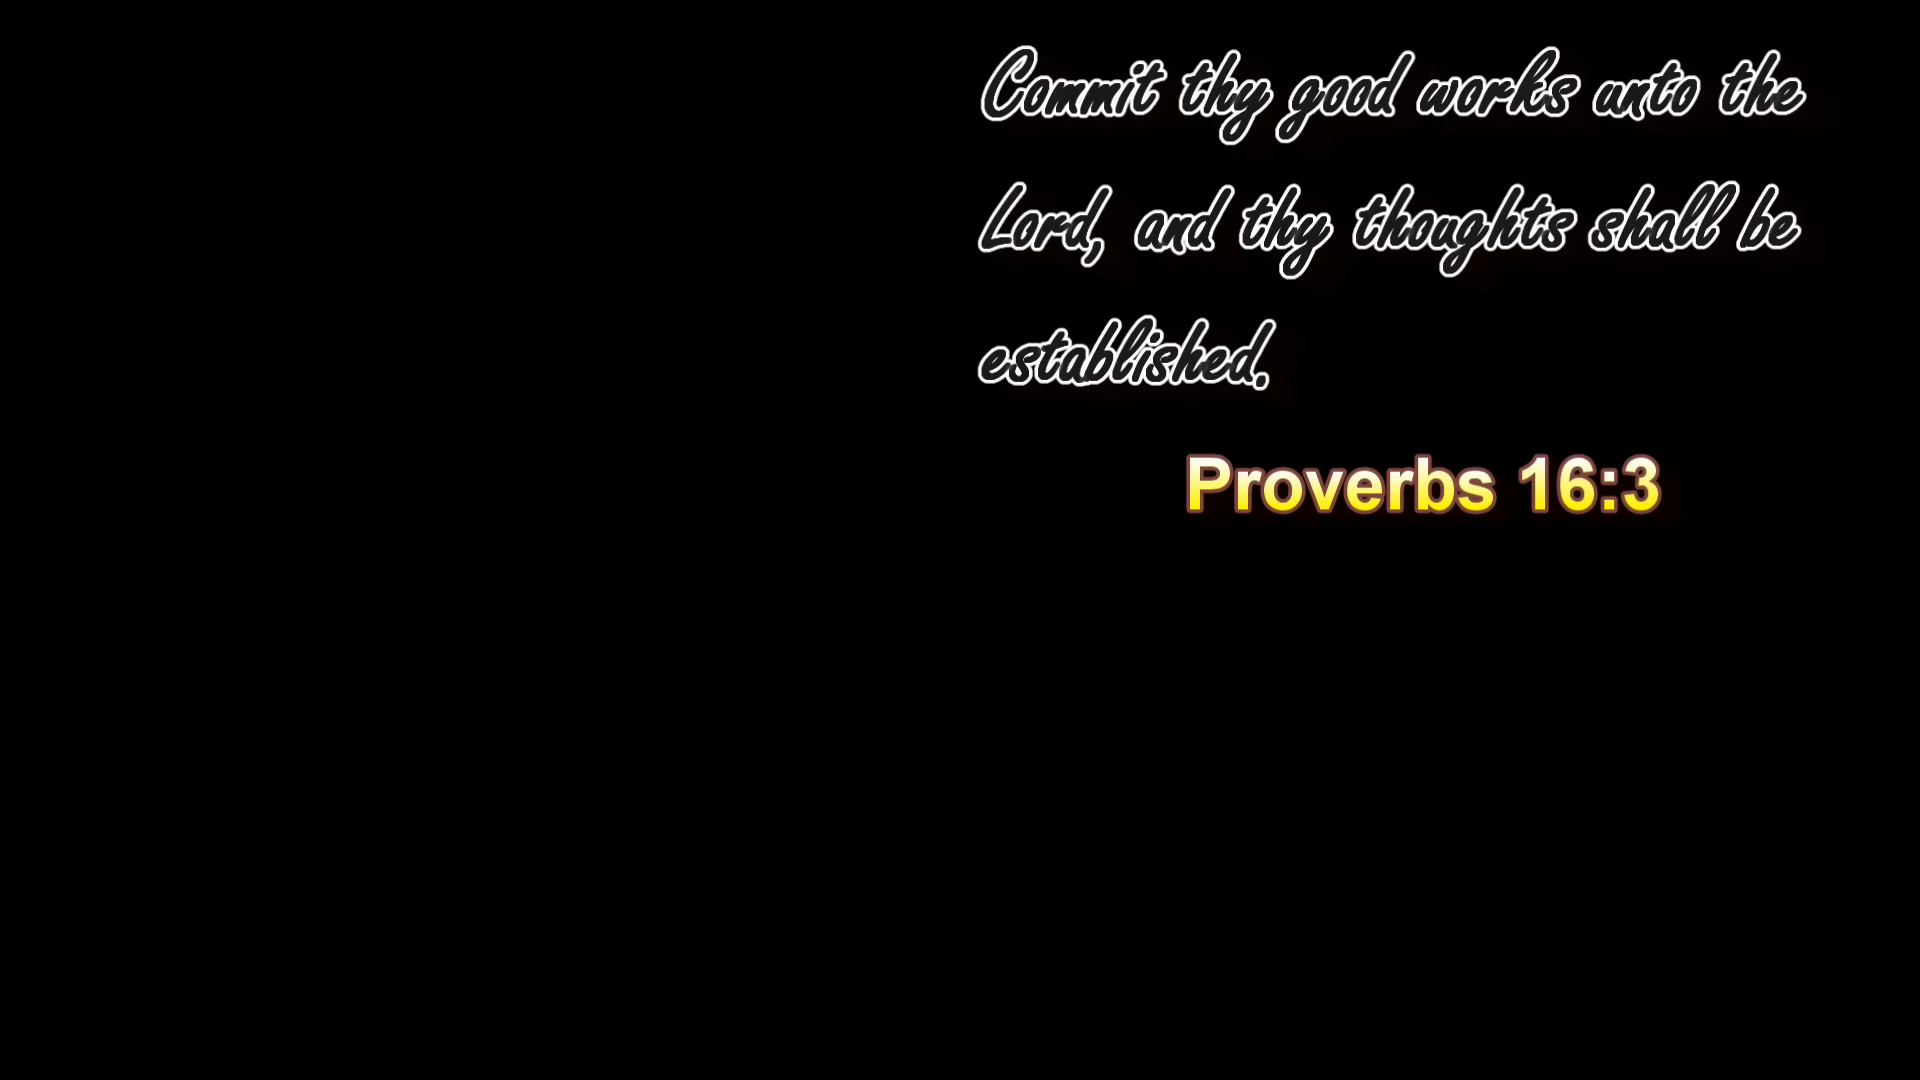 Commit thy good works unto the
Lord, and thy thoughts shall be
established.
Proverbs 16:3